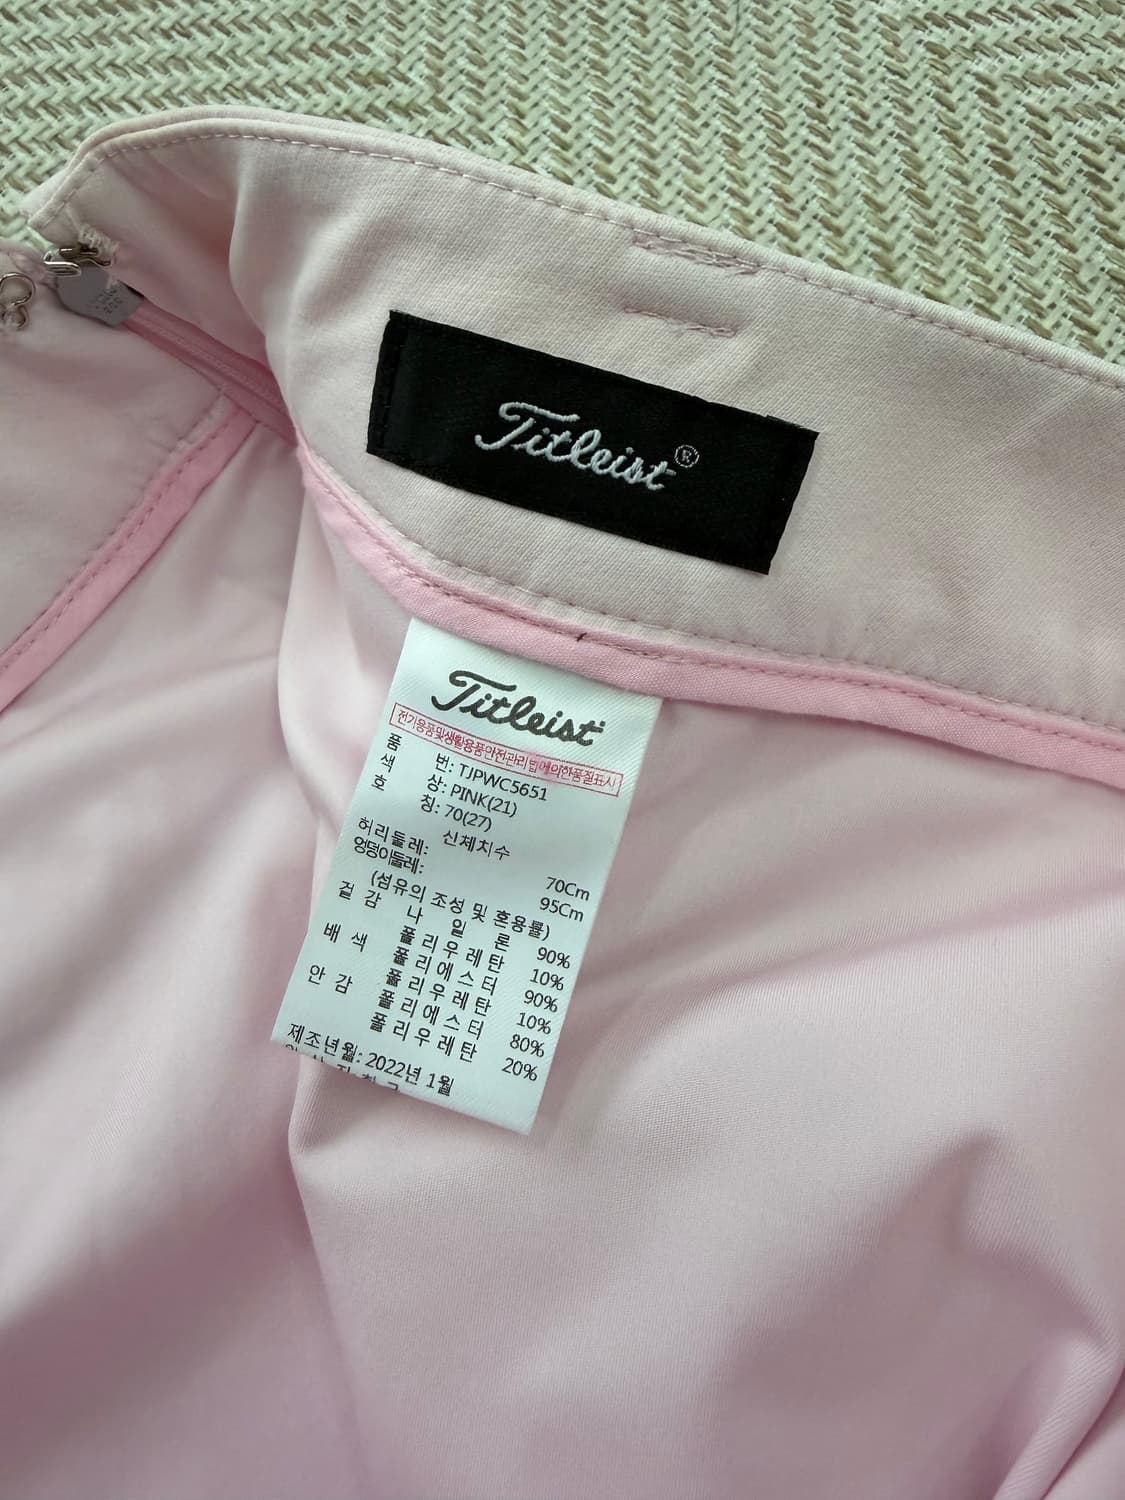 Titleist®
Titleist
전기용품및생활용품안전관리법에의한품질표시
품 번: TJPWC5651
색 상: PINK(21)
호 칭: 70(27)
신체치수
허리둘레: 70Cm
엉덩이둘레: 95Cm
(섬유의 조성 및 혼용률)
겉감 나일론 90%
폴리우레탄 10%
배색 폴리에스터 90%
폴리우레탄 10%
안감 폴리에스터 80%
폴리우레탄 20%
제조년월: 2022년 1월